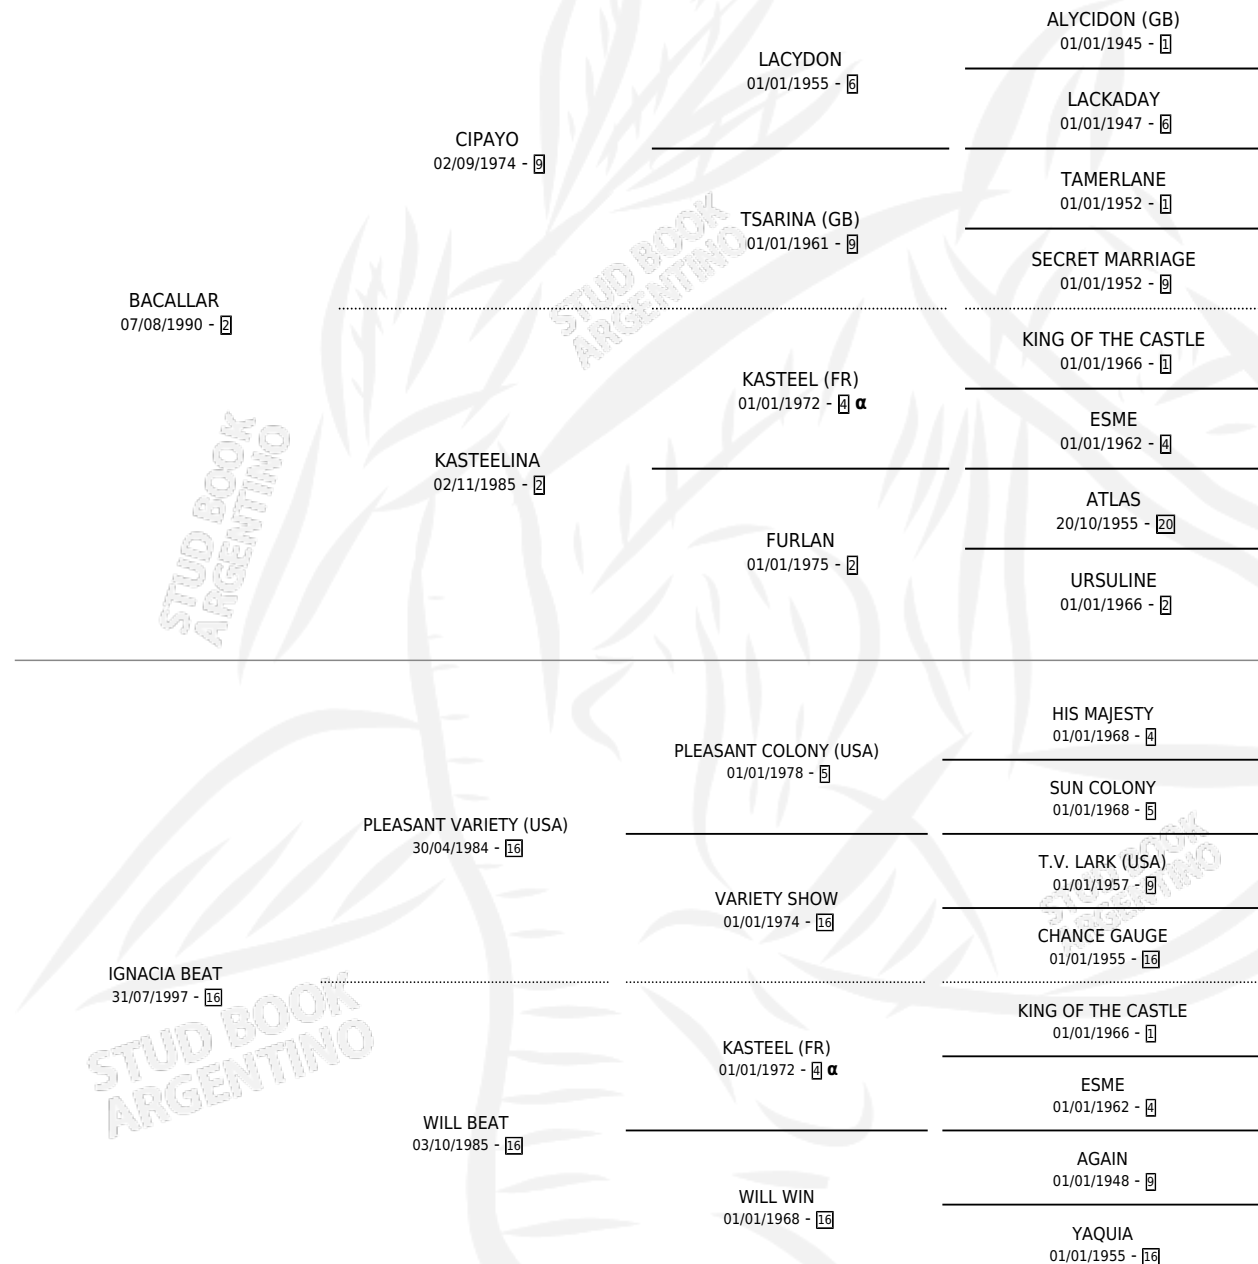 ALYCIDON (GB)
01/01/1945 - 1
LACYDON
01/01/1955 - 6
LACKADAY
01/01/1947 - 6
CIPAYO
02/09/1974 - 9
TAMERLANE
01/01/1952 - 1
TSARINA (GB)
01/01/1961 - 9
SECRET MARRIAGE
01/01/1952 - 9
BACALLAR
07/08/1990 - 2
STUD BOOK
ARGENTINO
KING OF THE CASTLE
01/01/1966 - 1
KASTEEL (FR)
01/01/1972 - 4 α
ESME
01/01/1962 - 4
KASTEELINA
02/11/1985 - 2
ATLAS
20/10/1955 - 20
FURLAN
01/01/1975 - 2
URSULINE
01/01/1966 - 2
STUD BOOK
ARGENTINO
HIS MAJESTY
01/01/1968 - 4
PLEASANT COLONY (USA)
01/01/1978 - 5
SUN COLONY
01/01/1968 - 5
PLEASANT VARIETY (USA)
30/04/1984 - 16
T.V. LARK (USA)
01/01/1957 - 9
VARIETY SHOW
01/01/1974 - 16
CHANCE GAUGE
01/01/1955 - 16
STUD BOOK
ARGENTINO
IGNACIA BEAT
31/07/1997 - 16
STUD BOOK
ARGENTINO
KING OF THE CASTLE
01/01/1966 - 1
KASTEEL (FR)
01/01/1972 - 4 α
ESME
01/01/1962 - 4
WILL BEAT
03/10/1985 - 16
AGAIN
01/01/1948 - 9
WILL WIN
01/01/1968 - 16
YAQUIA
01/01/1955 - 16